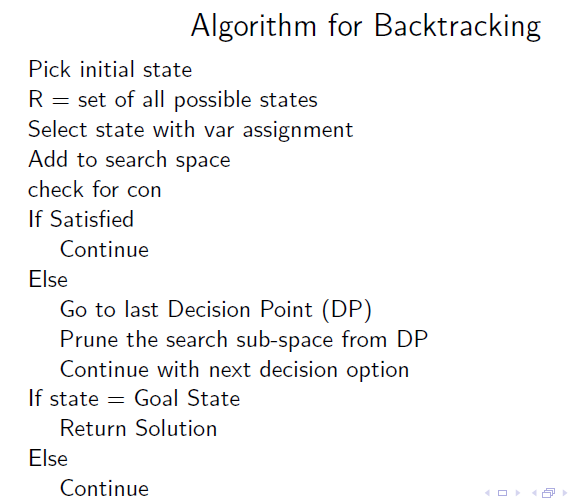 Algorithm for Backtracking
Pick initial state
R = set of all possible states
Select state with var assignment
Add to search space
check for con
If Satisfied
Continue
Else
Go to last Decision Point (DP)
Prune the search sub-space from DP
Continue with next decision option
If state = Goal State
Return Solution
Else
Continue